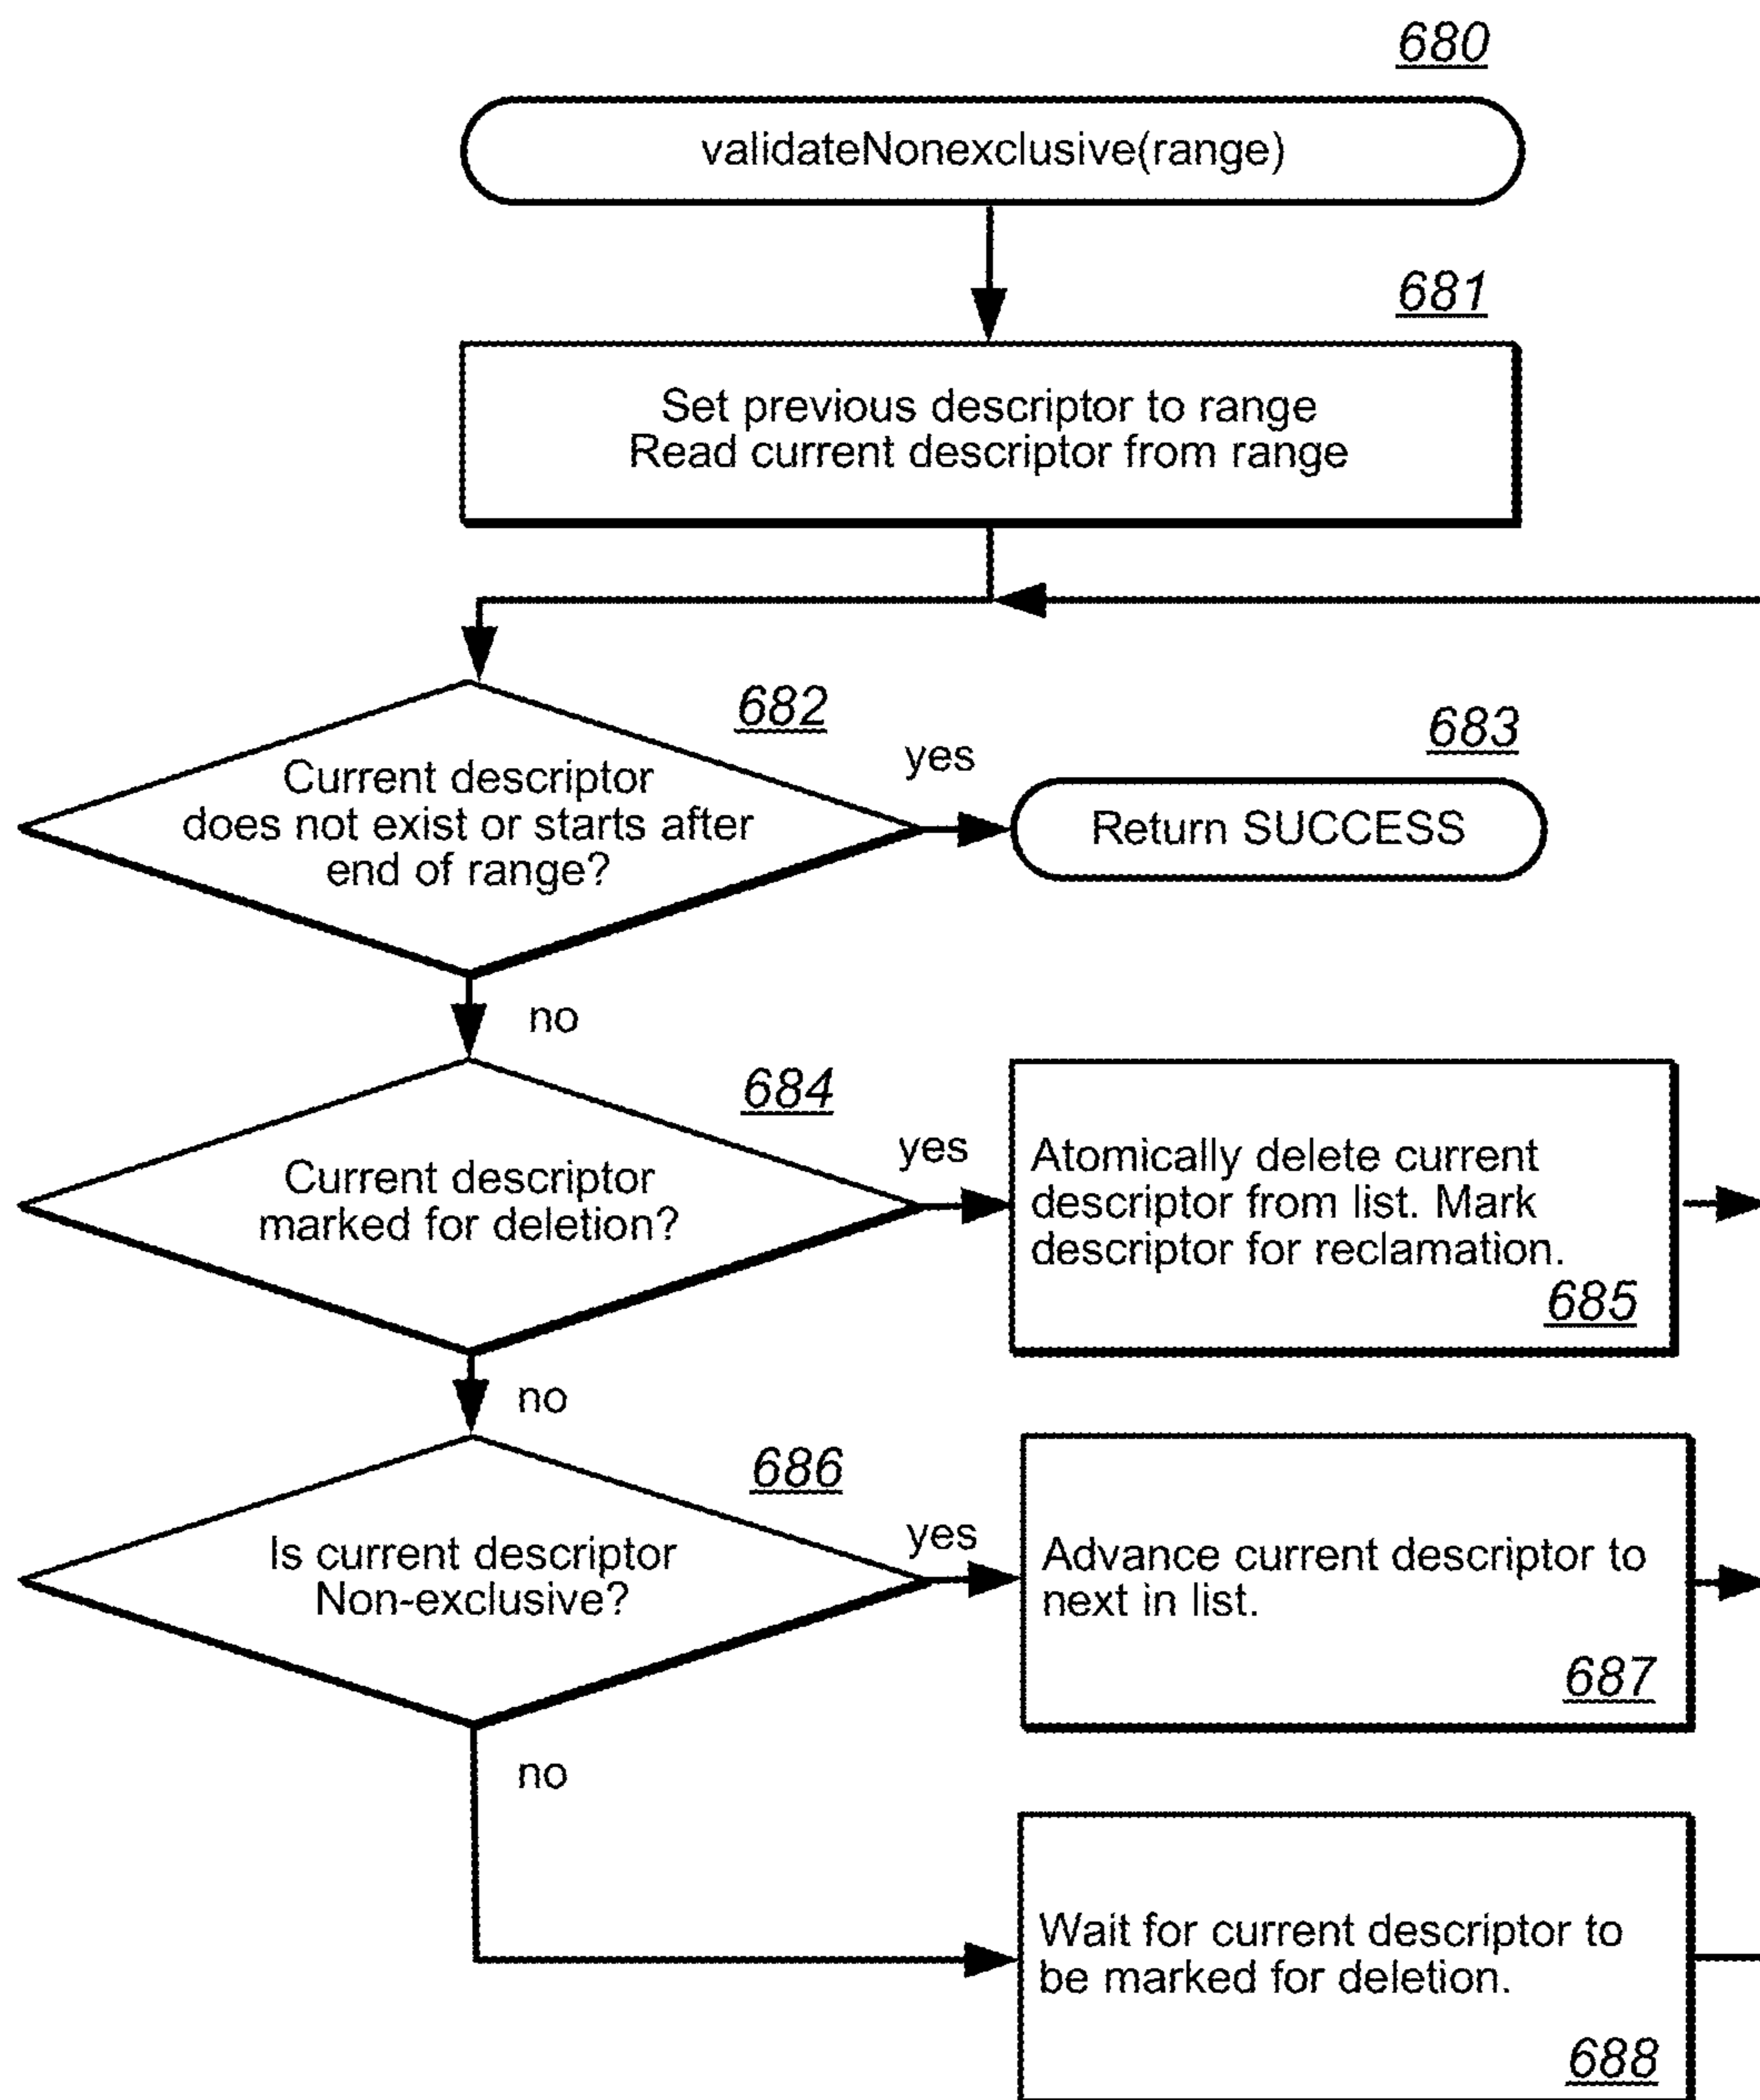 680
validateNonexclusive(range)
681
Set previous descriptor to range
Read current descriptor from range
682
yes
683
Current descriptor
does not exist or starts after
end of range?
Return SUCCESS
no
684
yes
Current descriptor
marked for deletion?
Atomically delete current
descriptor from list. Mark
descriptor for reclamation.
685
no
686
yes
Is current descriptor
Non-exclusive?
Advance current descriptor to
next in list.
687
no
Wait for current descriptor to
be marked for deletion.
688